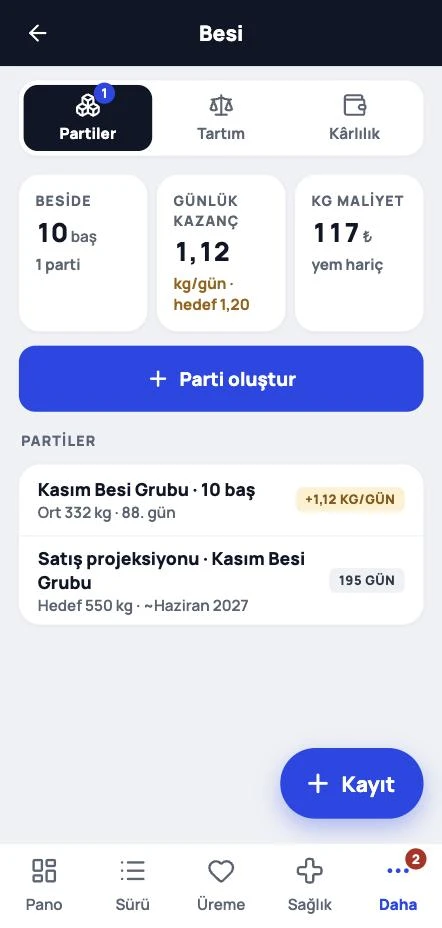 Besi
1
Partiler
Tartım
Kârlılık
BESİDE
10 baş
1 parti
GÜNLÜK
KAZANÇ
1,12
kg/gün ·
hedef 1,20
KG MALİYET
117 ₺
yem hariç
+ Parti oluştur
PARTİLER
Kasım Besi Grubu · 10 baş
Ort 332 kg · 88. gün
+1,12 KG/GÜN
Satış projeksiyonu · Kasım Besi
Grubu
Hedef 550 kg · ~Haziran 2027
195 GÜN
+ Kayıt
Pano
Sürü
Üreme
Sağlık
2
Daha